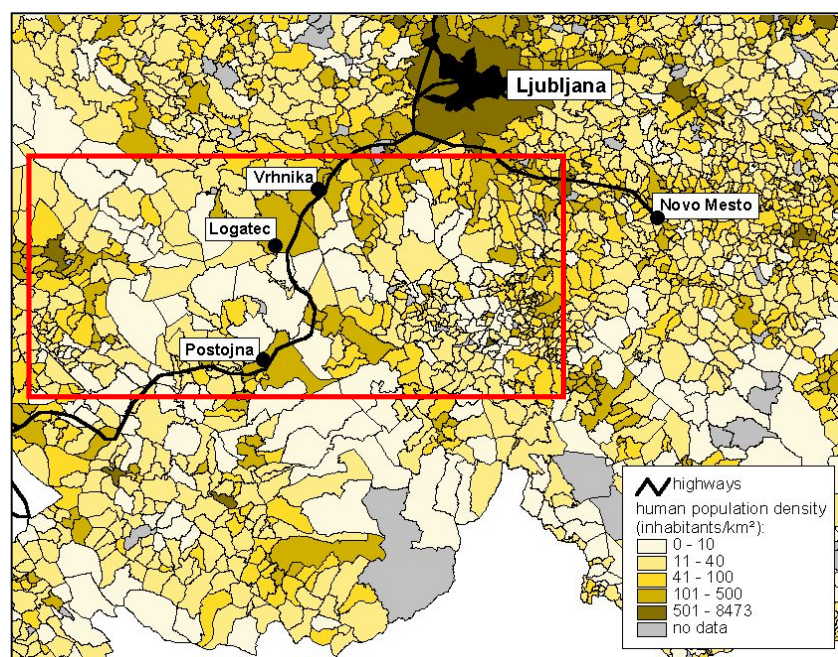 Ljubljana
Vrhnika
Novo Mesto
Logatec
Postojna
highways
human population density
(inhabitants/km²):
0 - 10
11 - 40
41 - 100
101 - 500
501 - 8473
no data